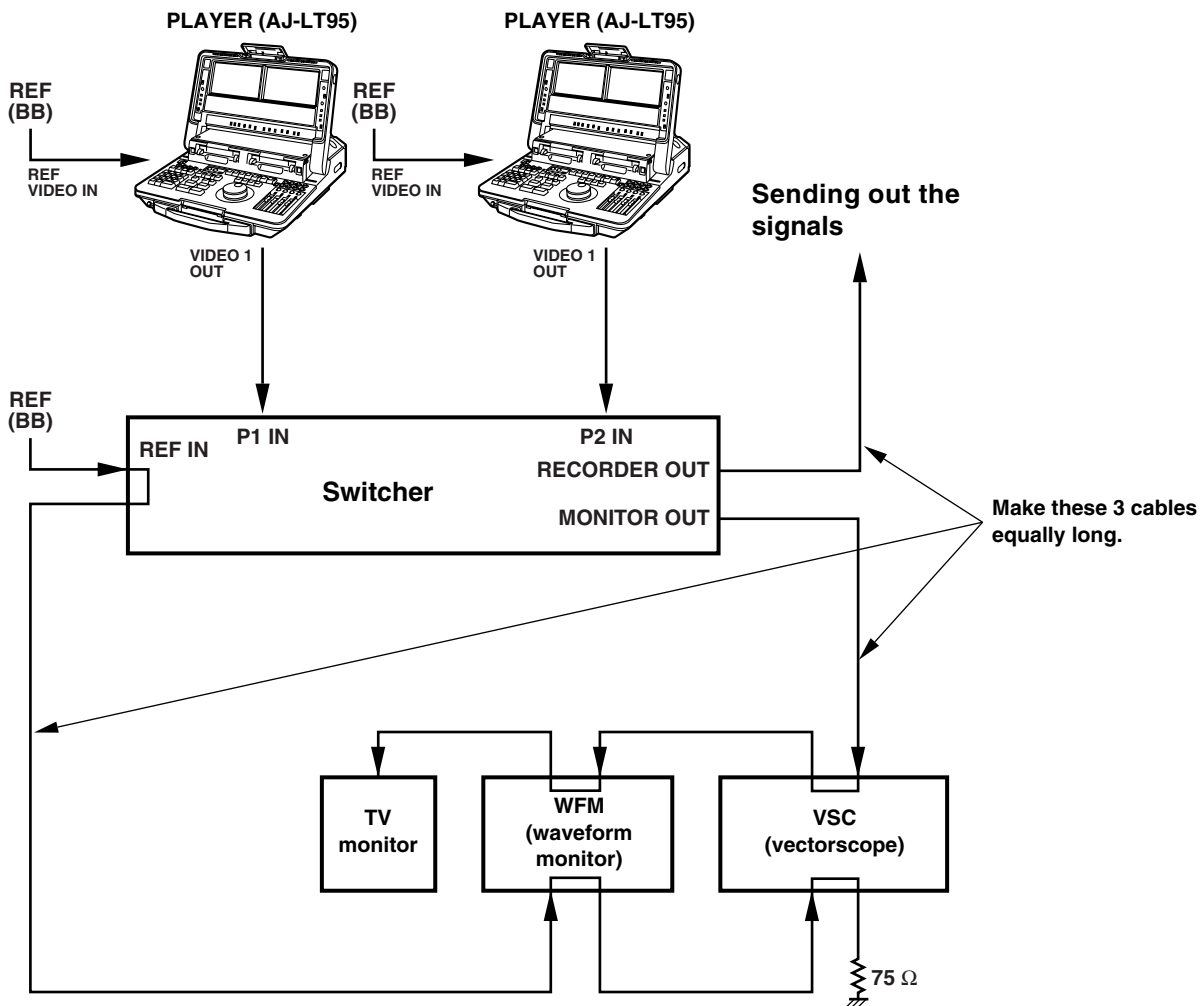 PLAYER (AJ-LT95)
PLAYER (AJ-LT95)
REF
(BB)
REF
VIDEO IN
REF
(BB)
REF
VIDEO IN
Sending out the
signals
VIDEO 1
OUT
VIDEO 1
OUT
REF
(BB)
REF IN
P1 IN
P2 IN
RECORDER OUT
Switcher
MONITOR OUT
Make these 3 cables
equally long.
TV
monitor
WFM
(waveform
monitor)
VSC
(vectorscope)
75 Ω